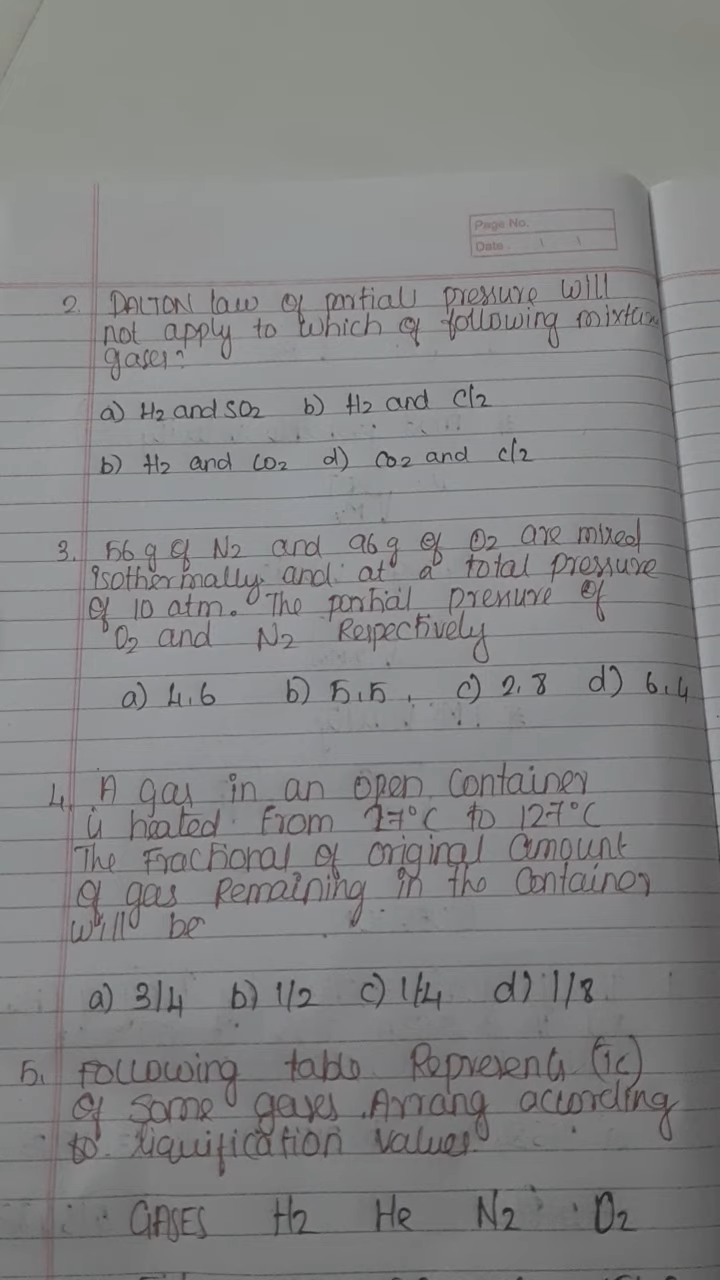 Page No.
Date
2. DALTON law of partial pressure will
not apply to which of following mixture
gases?
a) H2 and SO2 b) H2 and Cl2
b) H2 and CO2 d) CO2 and Cl2
3. 56 g of N2 and 96 g of O2 are mixed
isothermally and at a total pressure
of 10 atm. The partial pressure of
O2 and N2 Respectively
a) 4,6 b) 5,5, c) 2,8 d) 6,4
4. A gas in an open container
is heated from 27°C to 127°C
The Fractional of original amount
of gas Remaining in the container
will be
a) 3/4 b) 1/2 c) 1/4 d) 1/8
5. Following table Represents (Tc)
of some gases. Arrang according
to liquification values
GASES H2 He N2 O2